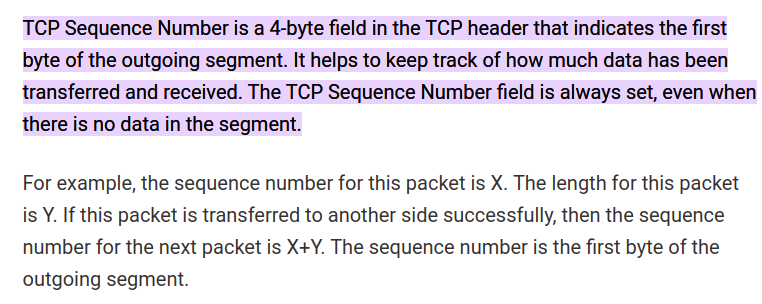 TCP Sequence Number is a 4-byte field in the TCP header that indicates the first
byte of the outgoing segment. It helps to keep track of how much data has been
transferred and received. The TCP Sequence Number field is always set, even when
there is no data in the segment.
For example, the sequence number for this packet is X. The length for this packet
is Y. If this packet is transferred to another side successfully, then the sequence
number for the next packet is X+Y. The sequence number is the first byte of the
outgoing segment.